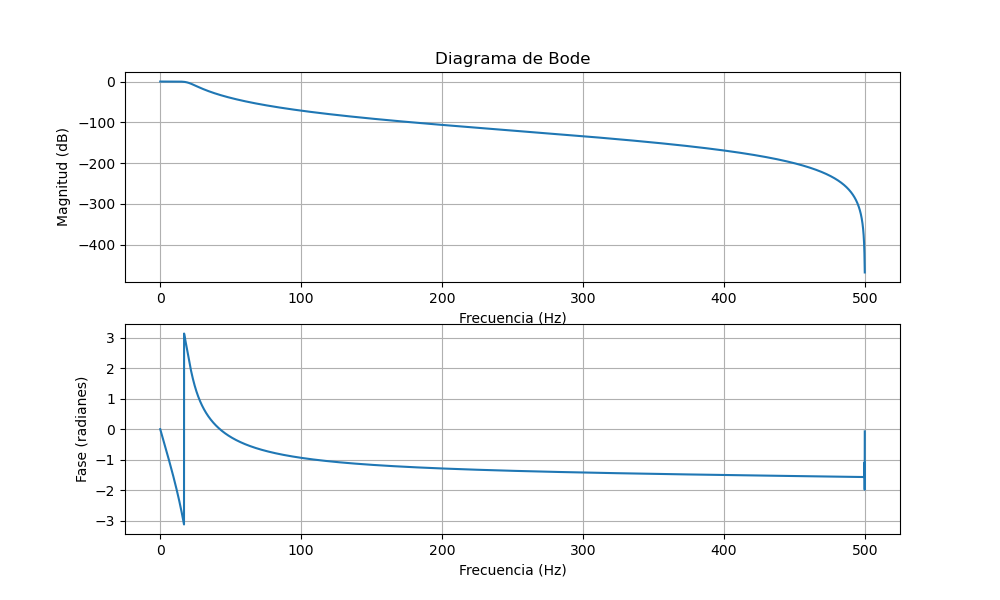 Diagrama de Bode
Magnitud (dB)
0
−100
−200
−300
−400
0 100 200 300 400 500
Frecuencia (Hz)
Fase (radianes)
3
2
1
0
−1
−2
−3
0 100 200 300 400 500
Frecuencia (Hz)